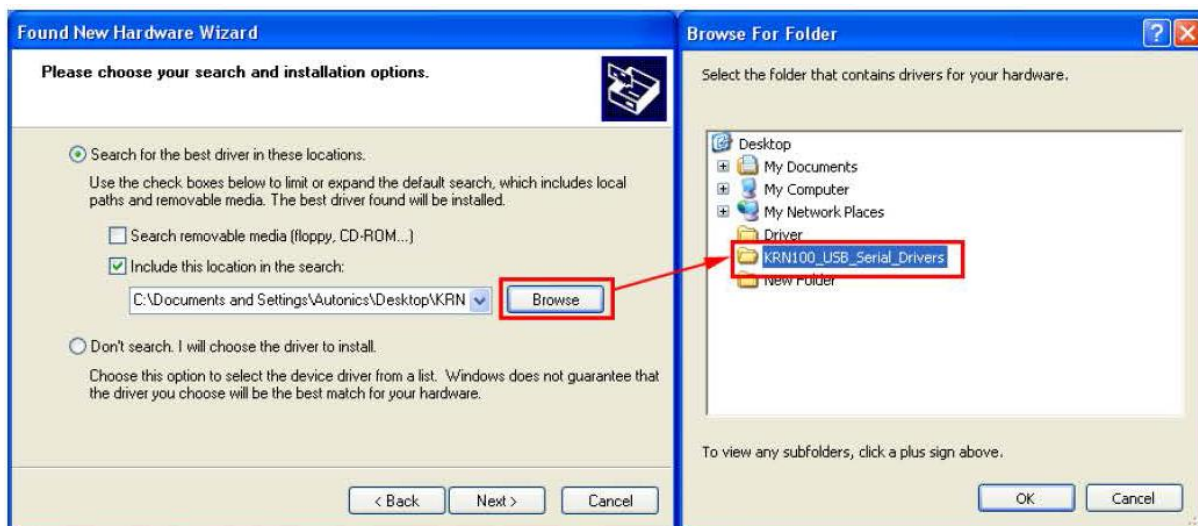 Found New Hardware Wizard
Please choose your search and installation options.
Search for the best driver in these locations.
Use the check boxes below to limit or expand the default search, which includes local
paths and removable media. The best driver found will be installed.
Search removable media (floppy, CD-ROM...)
Include this location in the search:
C:\Documents and Settings\Autonics\Desktop\KRN
Browse
Don't search. I will choose the driver to install.
Choose this option to select the device driver from a list. Windows does not guarantee that
the driver you choose will be the best match for your hardware.
< Back
Next >
Cancel
Browse For Folder
Select the folder that contains drivers for your hardware.
Desktop
My Documents
My Computer
My Network Places
Driver
KRN100_USB_Serial_Drivers
New Folder
To view any subfolders, click a plus sign above.
OK
Cancel